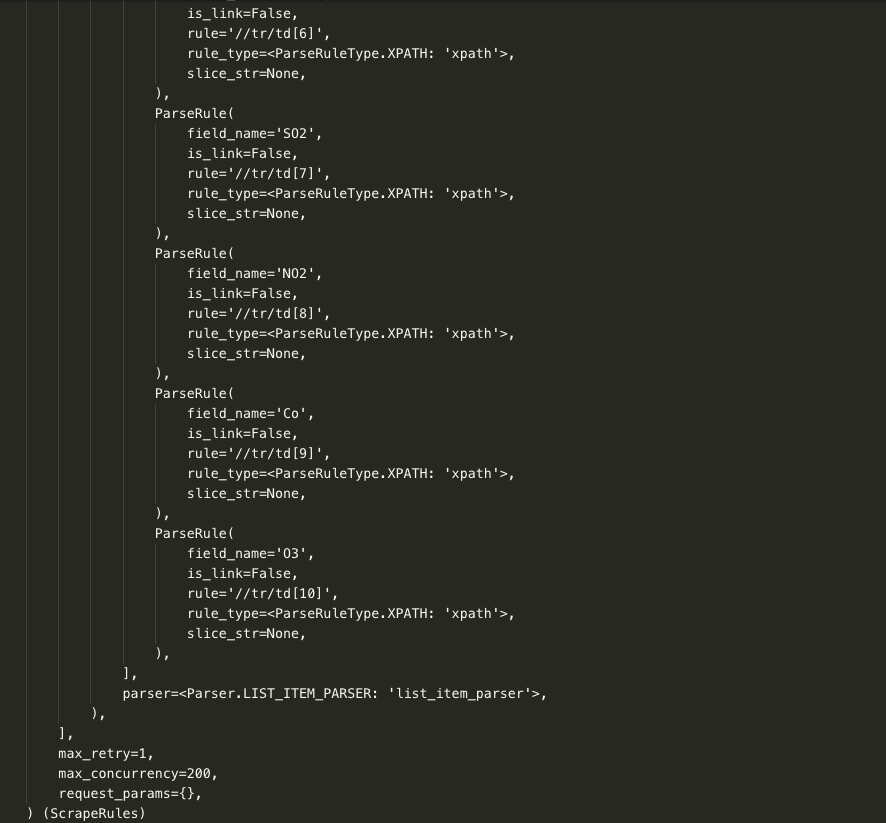 is_link=False,
rule='//tr/td[6]',
rule_type=<ParseRuleType.XPATH: 'xpath'>,
slice_str=None,
),
ParseRule(
field_name='SO2',
is_link=False,
rule='//tr/td[7]',
rule_type=<ParseRuleType.XPATH: 'xpath'>,
slice_str=None,
),
ParseRule(
field_name='NO2',
is_link=False,
rule='//tr/td[8]',
rule_type=<ParseRuleType.XPATH: 'xpath'>,
slice_str=None,
),
ParseRule(
field_name='Co',
is_link=False,
rule='//tr/td[9]',
rule_type=<ParseRuleType.XPATH: 'xpath'>,
slice_str=None,
),
ParseRule(
field_name='O3',
is_link=False,
rule='//tr/td[10]',
rule_type=<ParseRuleType.XPATH: 'xpath'>,
slice_str=None,
),
],
parser=<Parser.LIST_ITEM_PARSER: 'list_item_parser'>,
),
],
max_retry=1,
max_concurrency=200,
request_params={},
) (ScrapeRules)